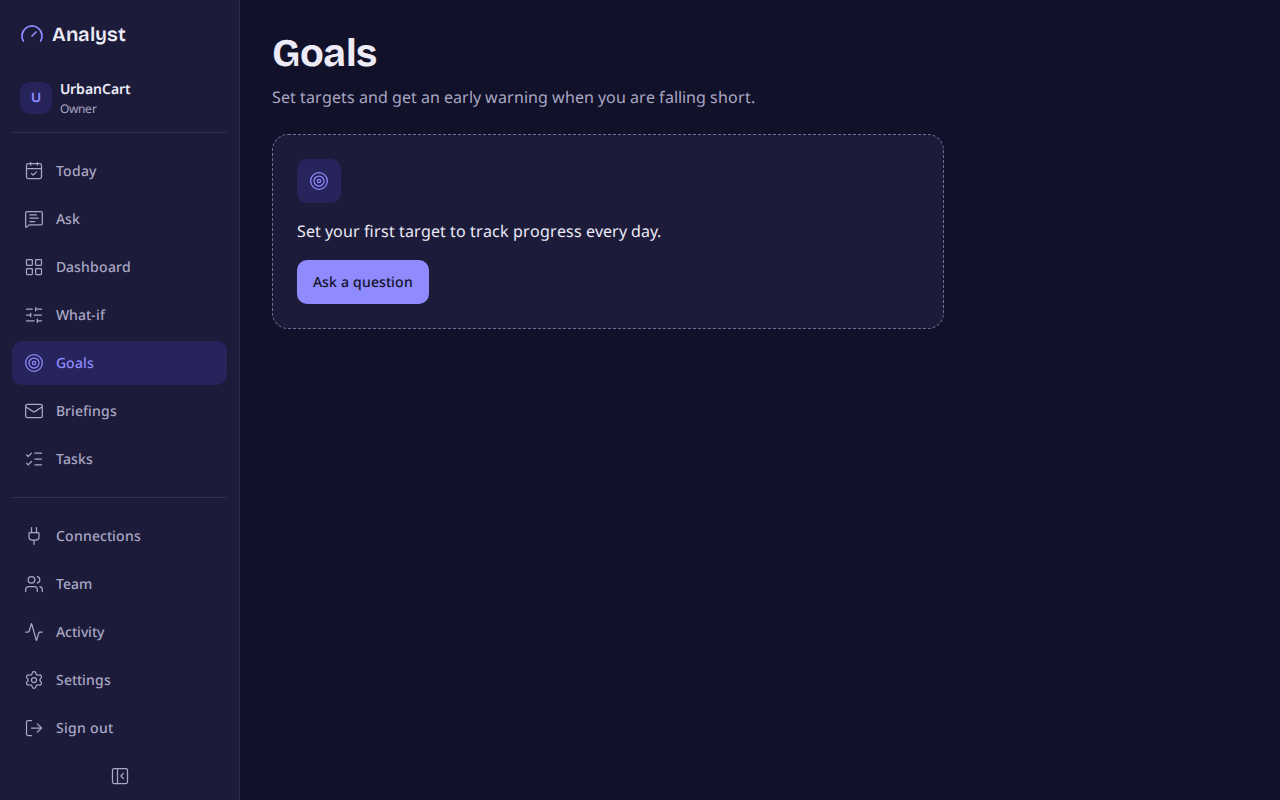 Analyst
U
UrbanCart
Owner
Today
Ask
Dashboard
What-if
Goals
Briefings
Tasks
Connections
Team
Activity
Settings
Sign out
Goals
Set targets and get an early warning when you are falling short.
Set your first target to track progress every day.
Ask a question